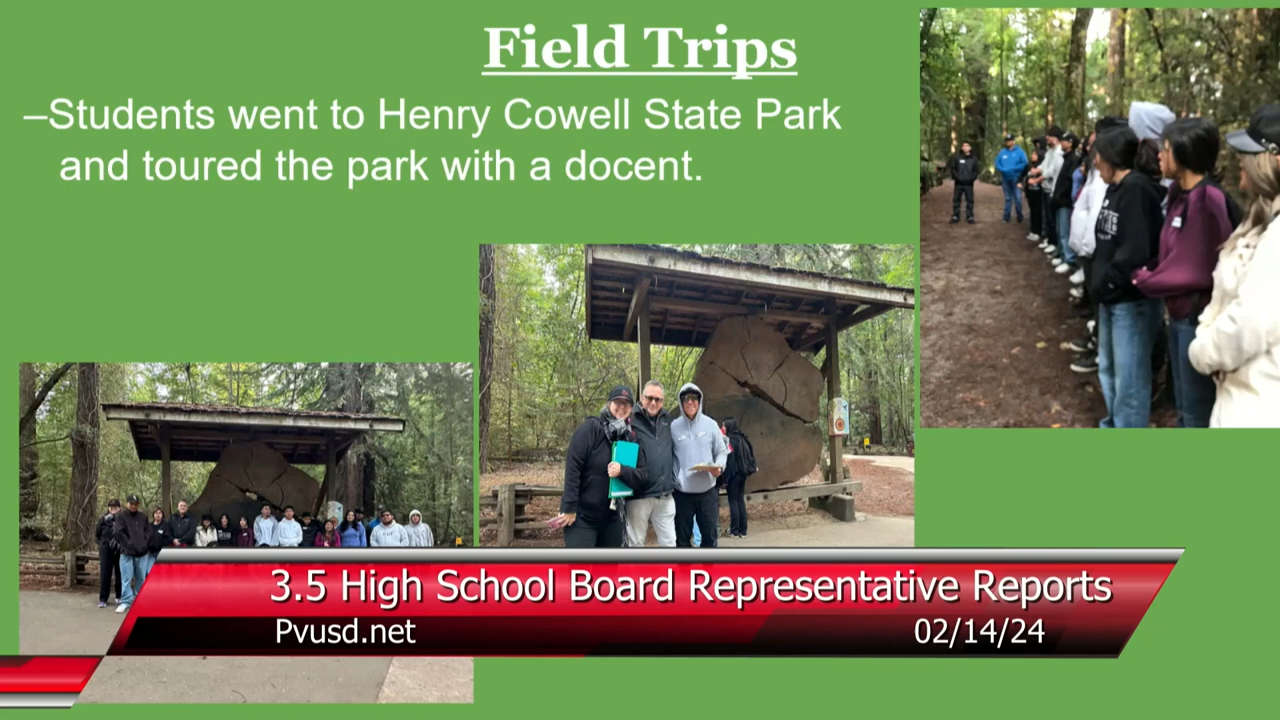 Field Trips
–Students went to Henry Cowell State Park
and toured the park with a docent.
3.5 High School Board Representative Reports
Pvusd.net
02/14/24